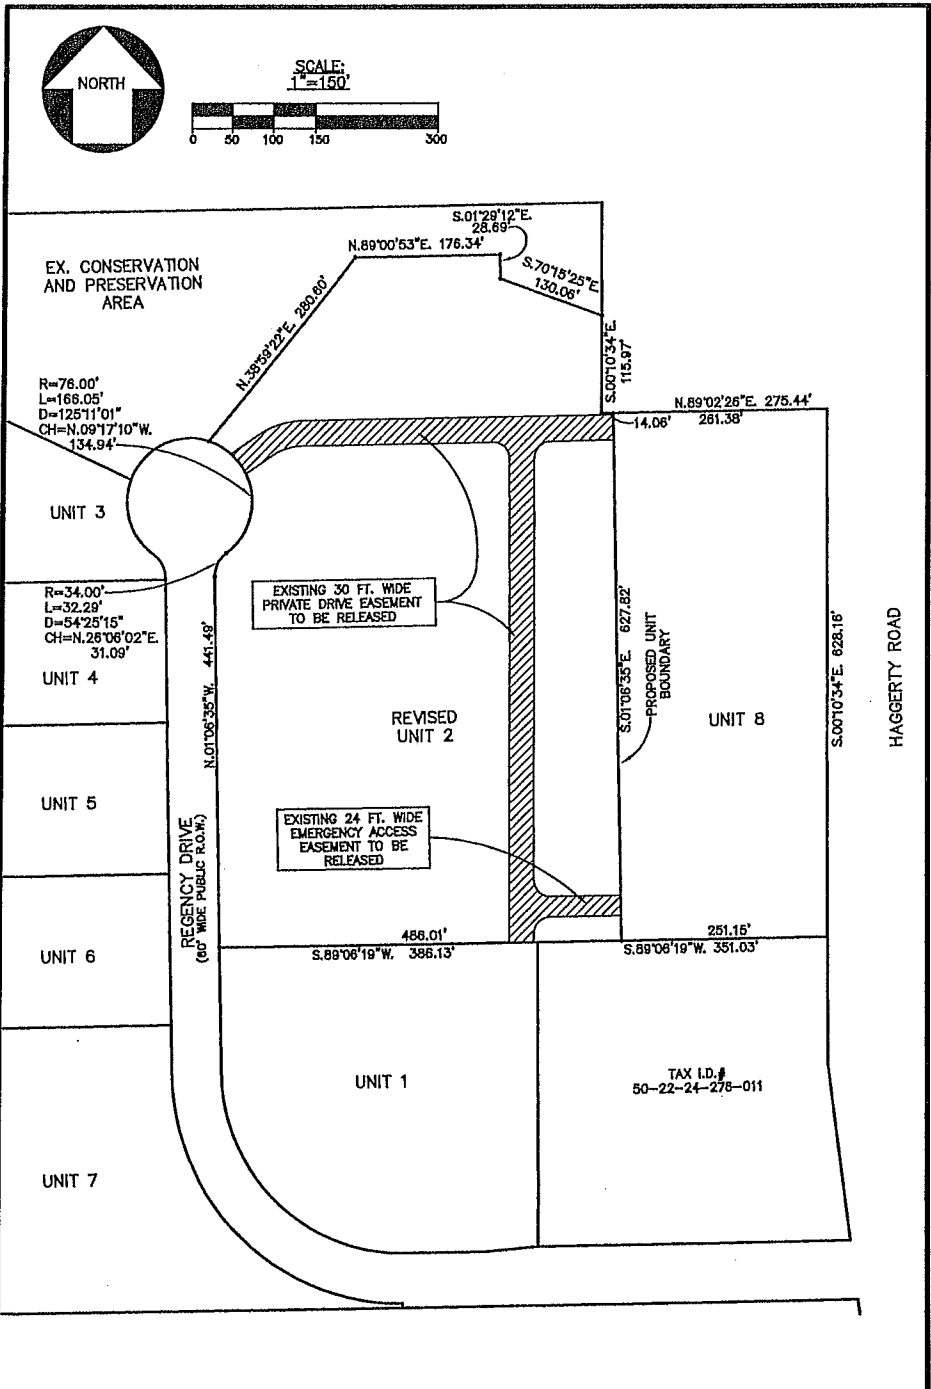 NORTH
SCALE:
1"=150'
0 50 100 150 300
S.01°29'12"E.
28.69'
N.89°00'53"E. 176.34'
S.70°15'25"E.
130.06'
EX. CONSERVATION
AND PRESERVATION
AREA
N.38°59'22"E. 280.60'
S.00°10'34"E.
115.97'
R=76.00'
L=166.05'
D=125°11'01"
CH=N.09°17'10"W.
134.94'
N.89°02'26"E. 275.44'
14.06'
261.38'
UNIT 3
EXISTING 30 FT. WIDE
PRIVATE DRIVE EASEMENT
TO BE RELEASED
R=34.00'
L=32.29'
D=54°25'15"
CH=N.26°06'02"E.
31.09'
UNIT 4
N.01°06'35"W. 441.49'
REVISED
UNIT 2
S.01°06'35"E. 627.82'
PROPOSED UNIT
BOUNDARY
UNIT 8
S.00°10'34"E. 628.16'
HAGGERTY ROAD
UNIT 5
EXISTING 24 FT. WIDE
EMERGENCY ACCESS
EASEMENT TO BE
RELEASED
REGENCY DRIVE
(60' WIDE PUBLIC R.O.W.)
UNIT 6
486.01'
S.89°06'19"W. 386.13'
251.15'
S.89°06'19"W. 351.03'
UNIT 1
TAX I.D.#
50-22-24-276-011
UNIT 7